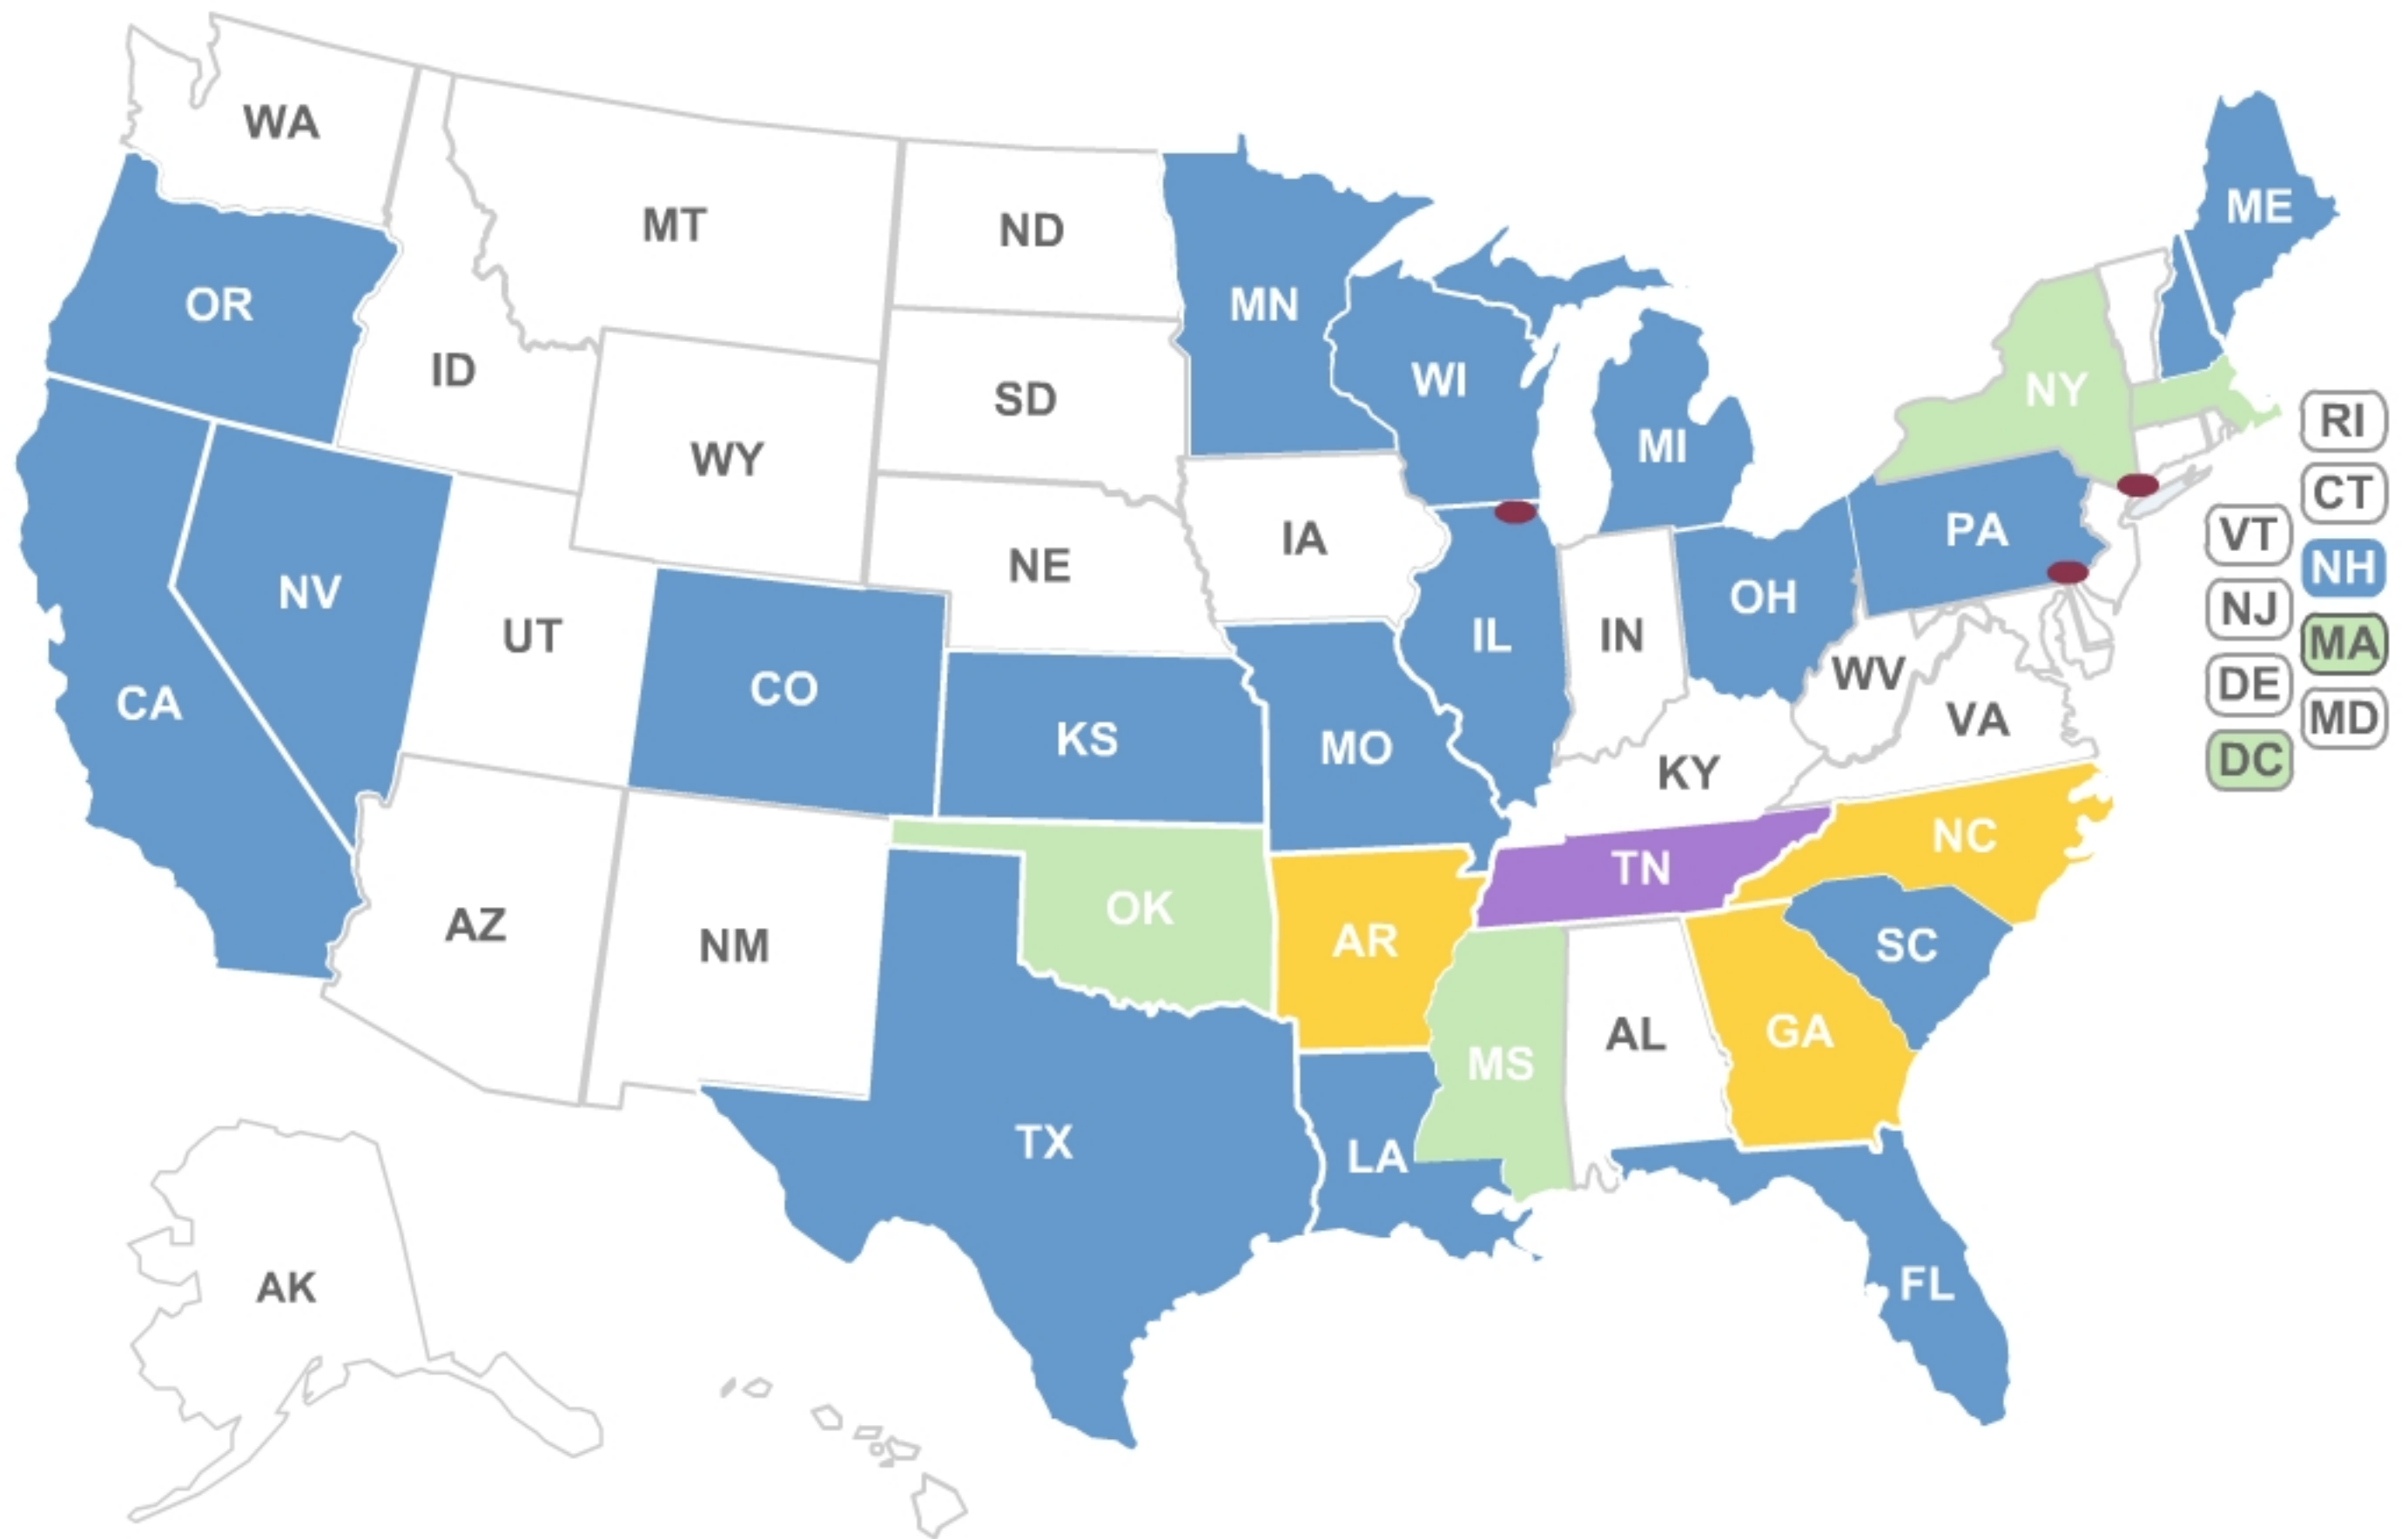 WA
MT
ND
MN
ME
OR
ID
SD
WI
NY
WY
MI
RI
CT
VT
NH
NE
IA
PA
NV
OH
NJ
MA
UT
IL
IN
WV
DE
MD
CA
CO
KS
MO
VA
DC
KY
NC
TN
AZ
NM
OK
AR
SC
MS
AL
GA
TX
LA
AK
FL